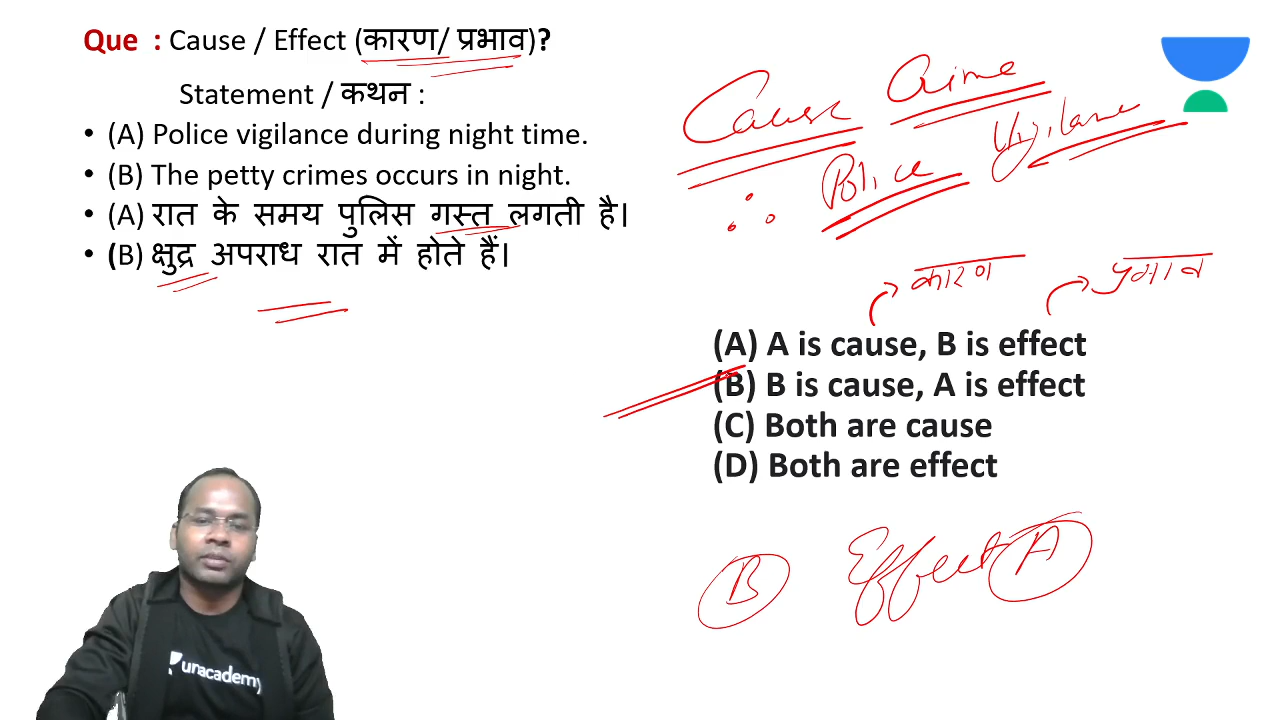 Que : Cause / Effect (कारण/ प्रभाव)?
Statement / कथन :
• (A) Police vigilance during night time.
• (B) The petty crimes occurs in night.
• (A) रात के समय पुलिस गस्त लगती है।
• (B) क्षुद्र अपराध रात में होते हैं।
Cause Crime
∴ Police Vigilance
कारण प्रभाव
(A) A is cause, B is effect
(B) B is cause, A is effect
(C) Both are cause
(D) Both are effect
B Effect A
unacademy